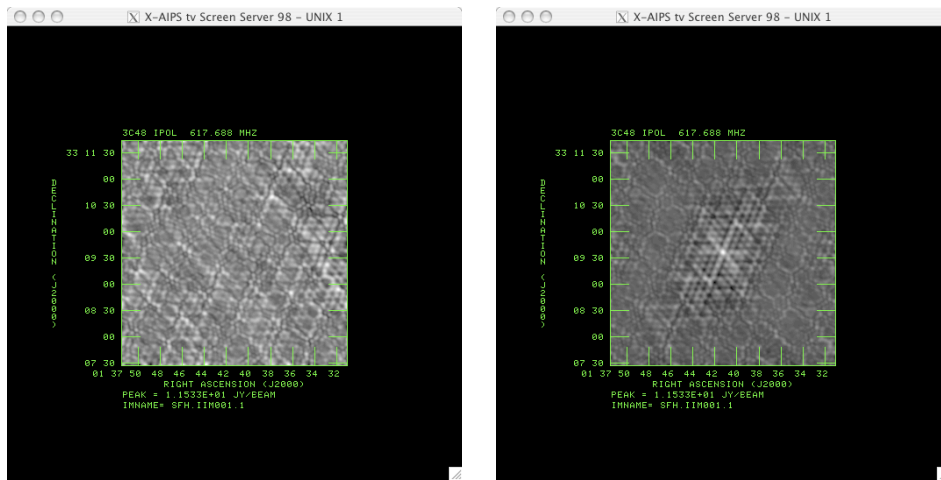 X-AIPS tv Screen Server 98 – UNIX 1
3C48 IPOL 617.688 MHZ
33 11 30
00
10 30
00
09 30
00
08 30
00
07 30
DECLINATION (J2000)
01 37 50 48 46 44 42 40 38 36 34 32
RIGHT ASCENSION (J2000)
PEAK = 1.1533E+01 JY/BEAM
IMNAME= SFH.IIM001.1
X-AIPS tv Screen Server 98 – UNIX 1
3C48 IPOL 617.688 MHZ
33 11 30
00
10 30
00
09 30
00
08 30
00
07 30
DECLINATION (J2000)
01 37 50 48 46 44 42 40 38 36 34 32
RIGHT ASCENSION (J2000)
PEAK = 1.1533E+01 JY/BEAM
IMNAME= SFH.IIM001.1